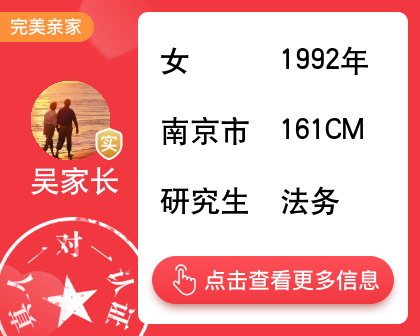 完美亲家
女 1992年
南京市 161CM
实
吴家长
研究生 法务
一对一认证
真人
点击查看更多信息